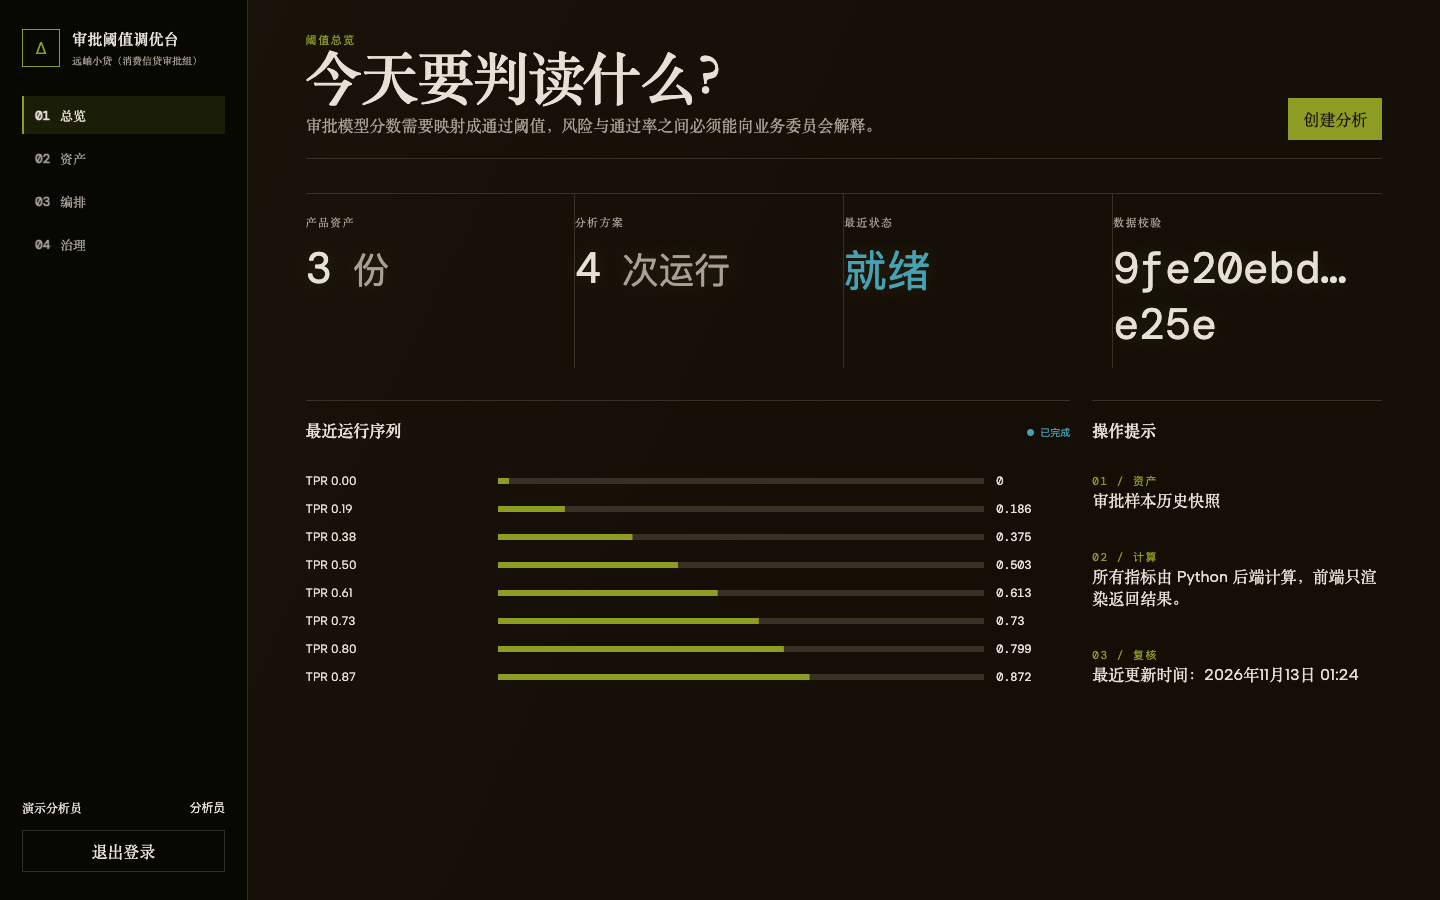 Δ
审批阈值调优台
远岫小贷（消费信贷审批组）
01 总览
02 资产
03 编排
04 治理
演示分析员 分析员
退出登录
阈值总览
今天要判读什么？
审批模型分数需要映射成通过阈值，风险与通过率之间必须能向业务委员会解释。
创建分析
产品资产
3 份
分析方案
4 次运行
最近状态
就绪
数据校验
9fe20ebd…
e25e
最近运行序列
已完成
TPR 0.00 0
TPR 0.19 0.186
TPR 0.38 0.375
TPR 0.50 0.503
TPR 0.61 0.613
TPR 0.73 0.73
TPR 0.80 0.799
TPR 0.87 0.872
操作提示
01 / 资产
审批样本历史快照
02 / 计算
所有指标由 Python 后端计算，前端只渲
染返回结果。
03 / 复核
最近更新时间：2026年11月13日 01:24